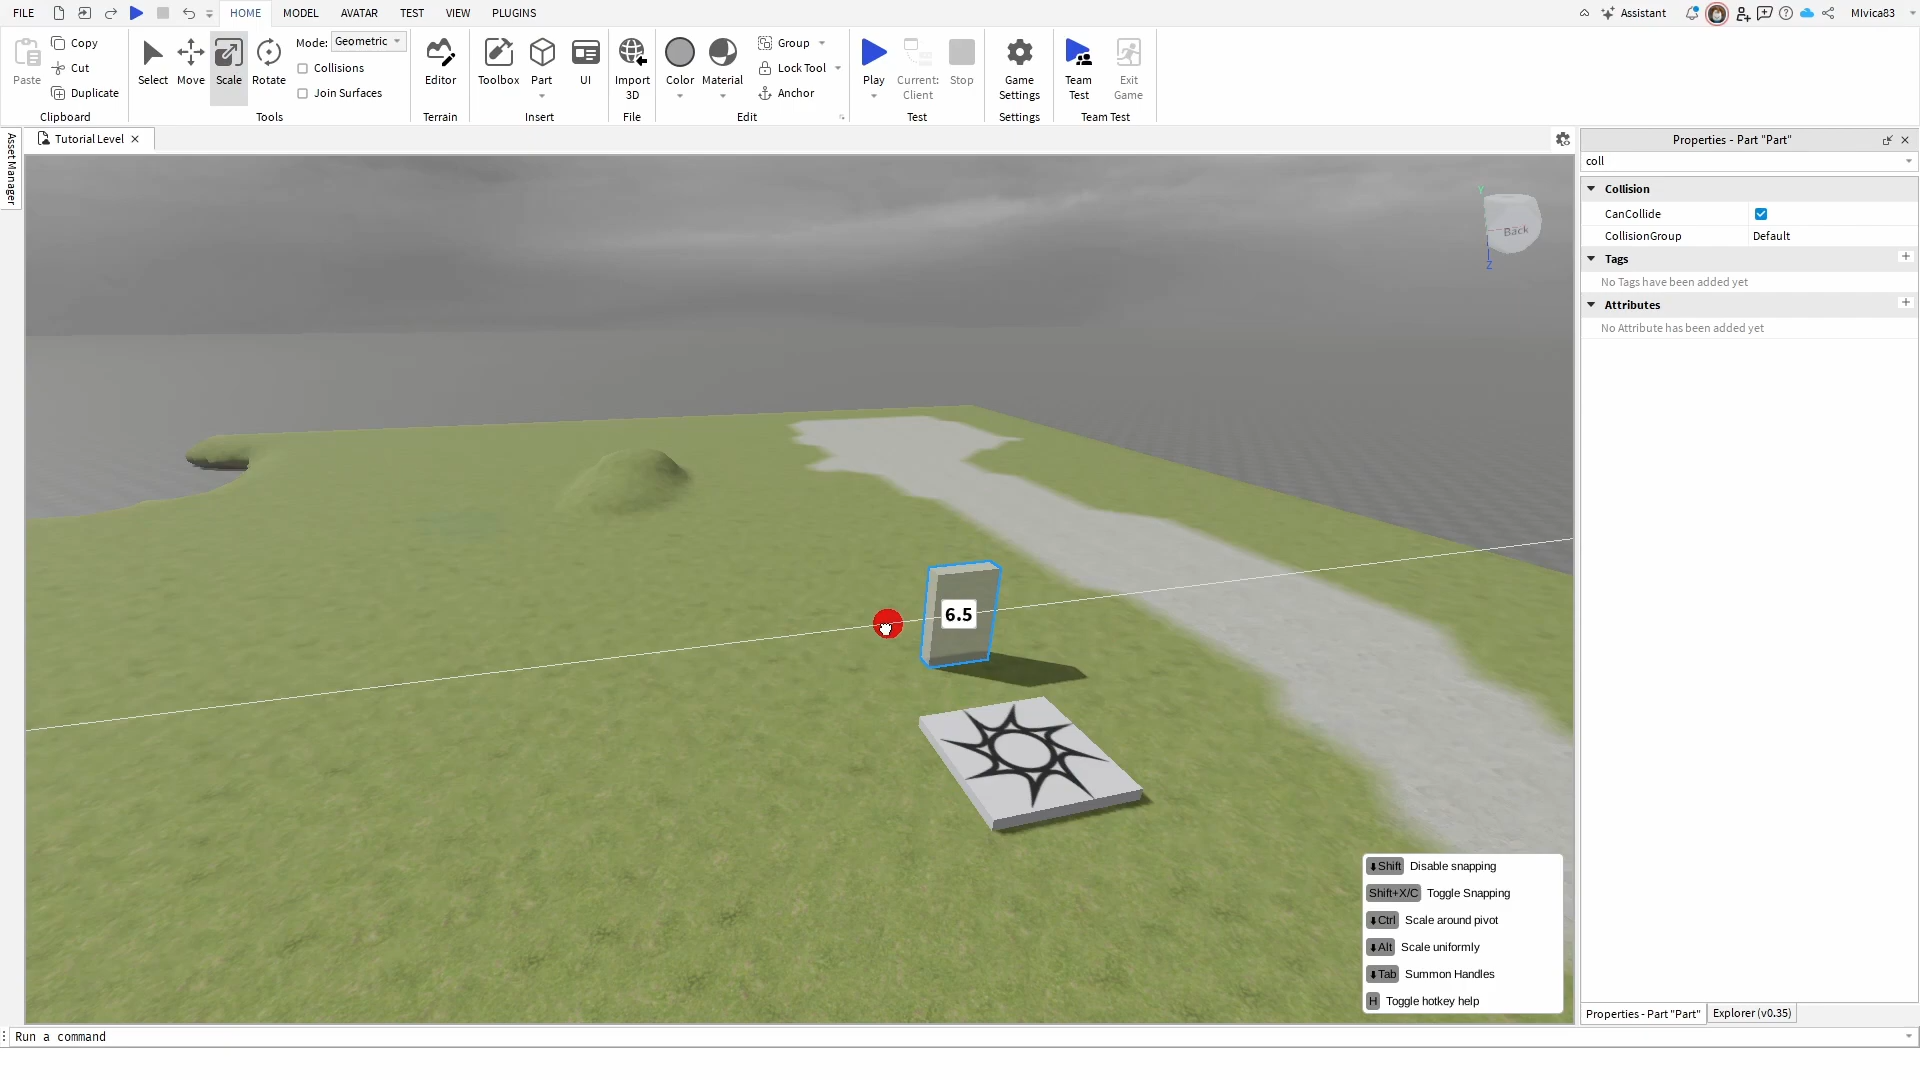 FILE HOME MODEL AVATAR TEST VIEW PLUGINS Assistant MIvica83
Paste Copy Cut Duplicate
Clipboard
Select Move Scale Rotate
Mode: Geometric
Collisions
Join Surfaces
Tools
Editor
Terrain
Toolbox Part UI
Insert
Import 3D
File
Color Material
Group
Lock Tool
Anchor
Edit
Play Current: Client Stop
Test
Game Settings
Settings
Team Test Exit Game
Team Test
Asset Manager
Tutorial Level
Y
Back
Z
6.5
Shift Disable snapping
Shift+X/C Toggle Snapping
Ctrl Scale around pivot
Alt Scale uniformly
Tab Summon Handles
H Toggle hotkey help
Properties - Part "Part"
coll
Collision
CanCollide
CollisionGroup Default
Tags
No Tags have been added yet
Attributes
No Attribute has been added yet
Properties - Part "Part" Explorer (v0.35)
Run a command